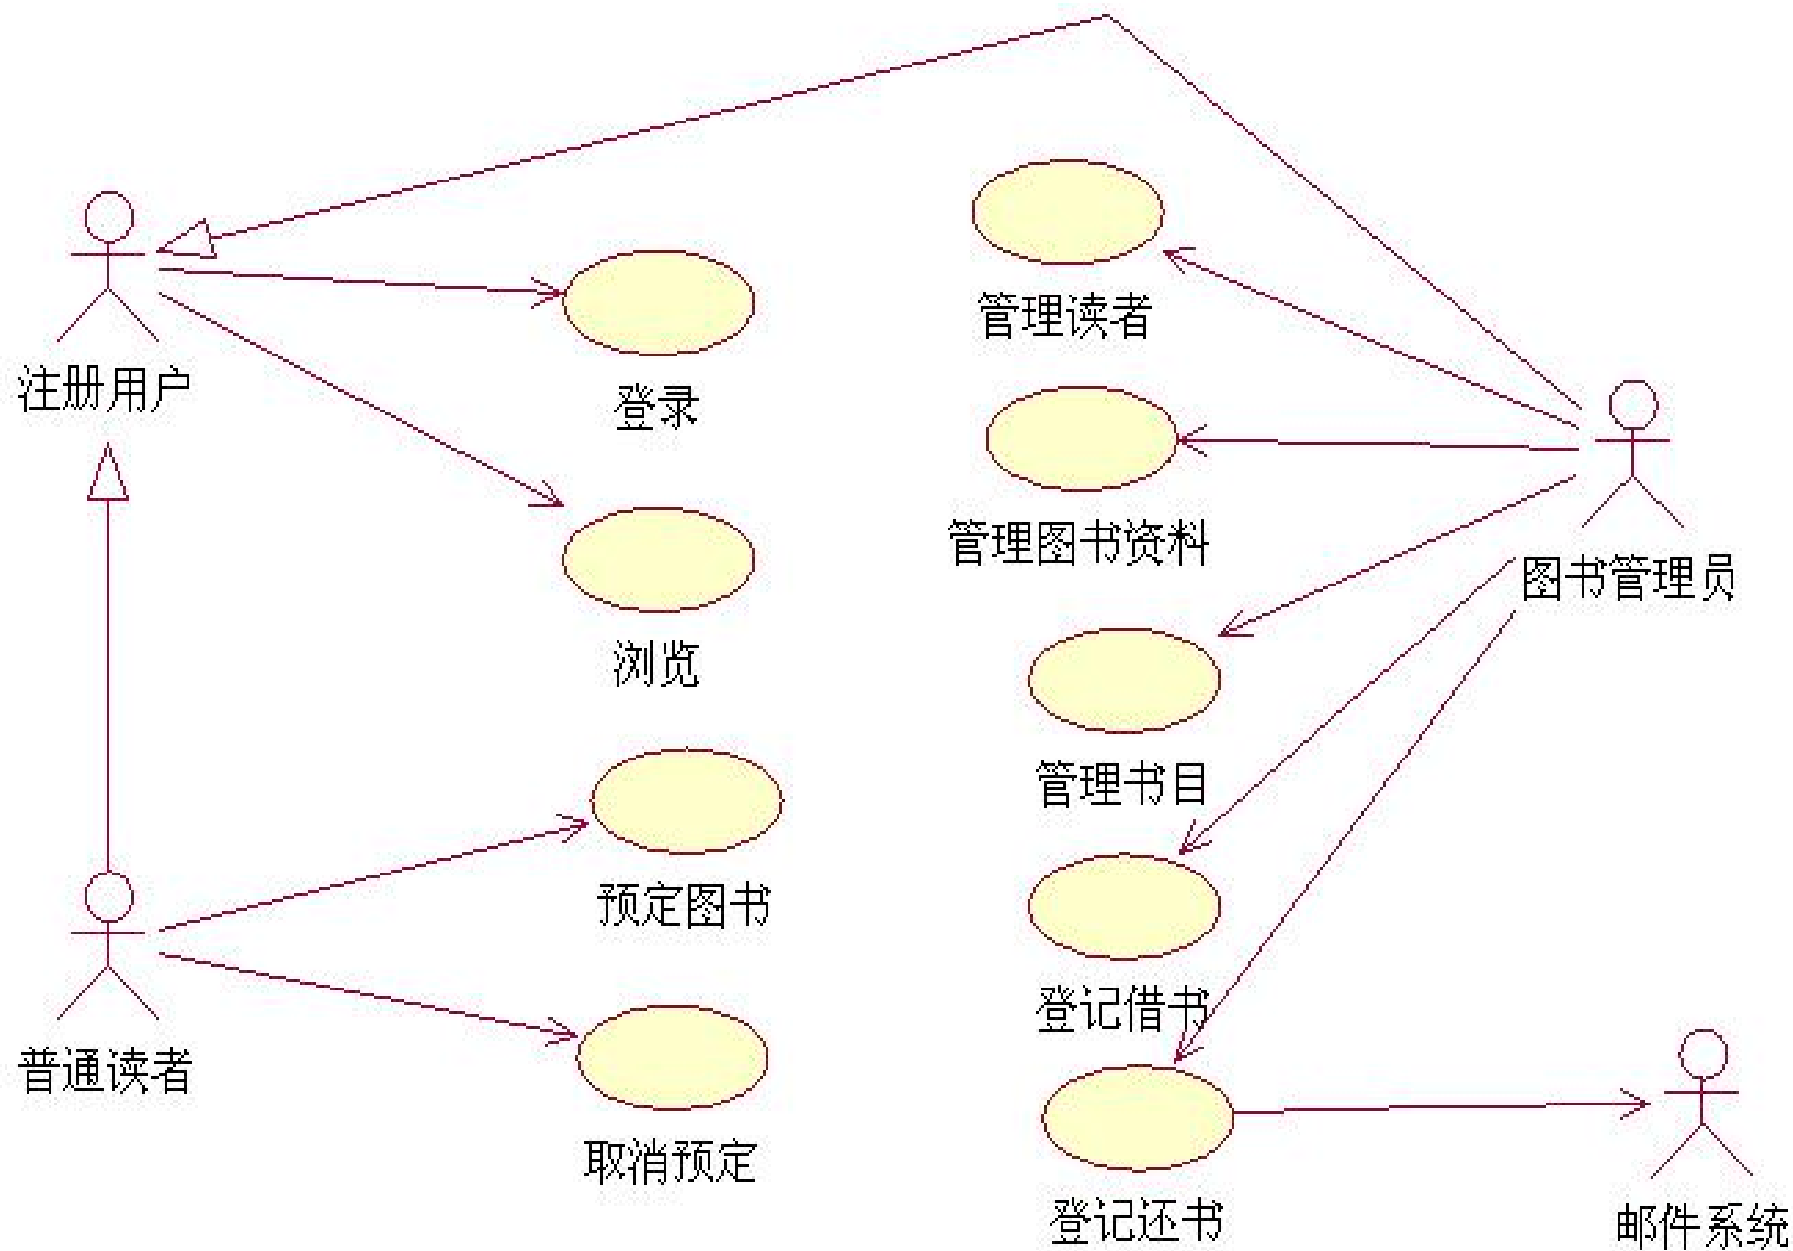 管理读者
注册用户
登录
管理图书资料
图书管理员
浏览
管理书目
预定图书
登记借书
普通读者
取消预定
登记还书
邮件系统